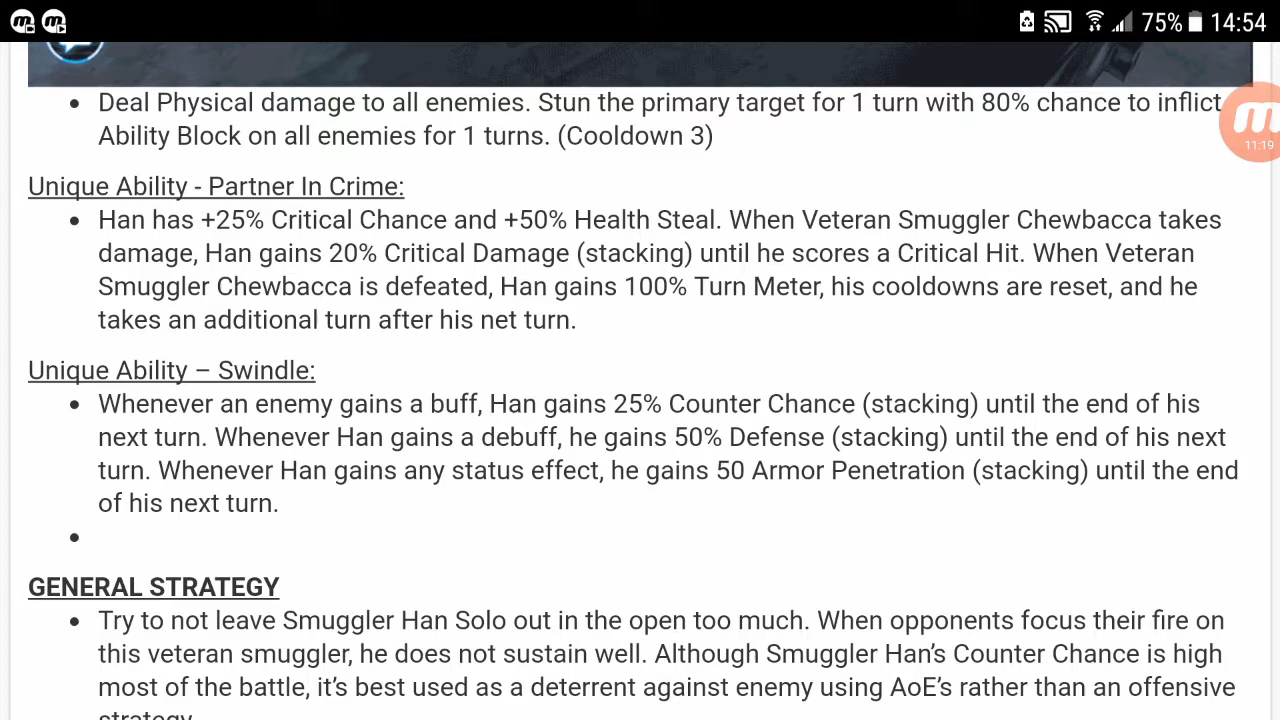 75% 14:54
11:19
• Deal Physical damage to all enemies. Stun the primary target for 1 turn with 80% chance to inflict
Ability Block on all enemies for 1 turns. (Cooldown 3)
Unique Ability - Partner In Crime:
• Han has +25% Critical Chance and +50% Health Steal. When Veteran Smuggler Chewbacca takes
damage, Han gains 20% Critical Damage (stacking) until he scores a Critical Hit. When Veteran
Smuggler Chewbacca is defeated, Han gains 100% Turn Meter, his cooldowns are reset, and he
takes an additional turn after his net turn.
Unique Ability – Swindle:
• Whenever an enemy gains a buff, Han gains 25% Counter Chance (stacking) until the end of his
next turn. Whenever Han gains a debuff, he gains 50% Defense (stacking) until the end of his next
turn. Whenever Han gains any status effect, he gains 50 Armor Penetration (stacking) until the end
of his next turn.
•
GENERAL STRATEGY
• Try to not leave Smuggler Han Solo out in the open too much. When opponents focus their fire on
this veteran smuggler, he does not sustain well. Although Smuggler Han's Counter Chance is high
most of the battle, it's best used as a deterrent against enemy using AoE's rather than an offensive
strategy